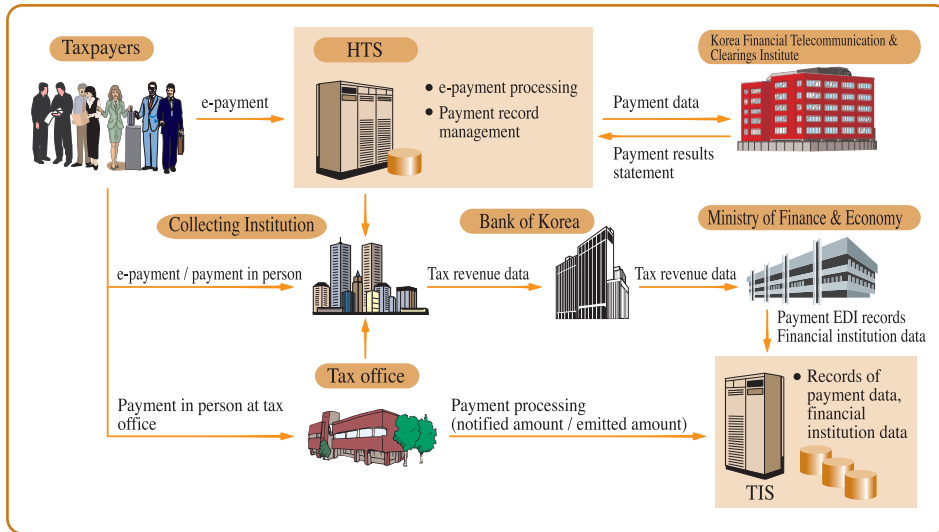 Taxpayers
HTS
Korea Financial Telecommunication &
Clearings Institute
e-payment
● e-payment processing
● Payment record
management
Payment data
Payment results
statement
Collecting Institution
Bank of Korea
Ministry of Finance & Economy
e-payment / payment in person
Tax revenue data
Tax revenue data
Payment EDI records
Financial institution data
Tax office
Payment in person at tax
office
Payment processing
(notified amount / emitted amount)
● Records of
payment data,
financial
institution data
TIS